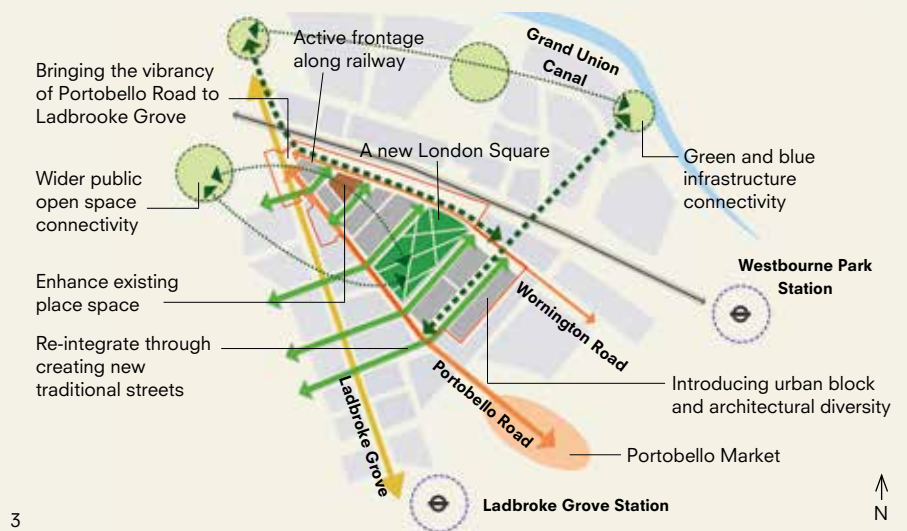 Grand Union
Canal
Active frontage
along railway
Bringing the vibrancy
of Portobello Road to
Ladbrooke Grove
A new London Square
Green and blue
infrastructure
connectivity
Wider public
open space
connectivity
Westbourne Park
Station
Enhance existing
place space
Wornington Road
Re-integrate through
creating new
traditional streets
Portobello Road
Introducing urban block
and architectural diversity
Ladbroke Grove
Portobello Market
Ladbroke Grove Station
N
3